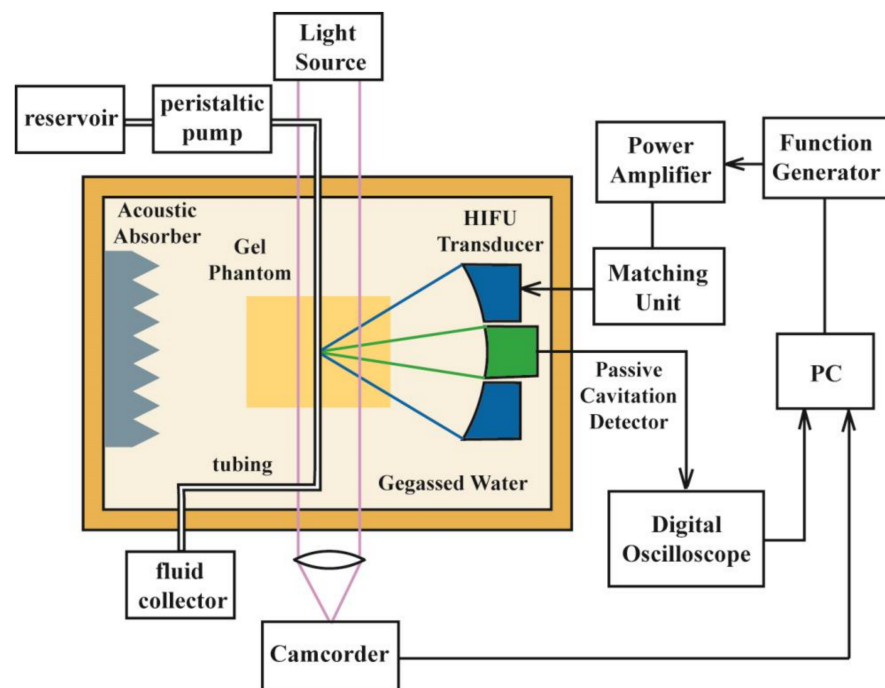 Light
Source
reservoir
peristaltic
pump
Power
Amplifier
Function
Generator
Acoustic
Absorber
Gel
Phantom
HIFU
Transducer
Matching
Unit
PC
Passive
Cavitation
Detector
tubing
Gegassed Water
Digital
Oscilloscope
fluid
collector
Camcorder